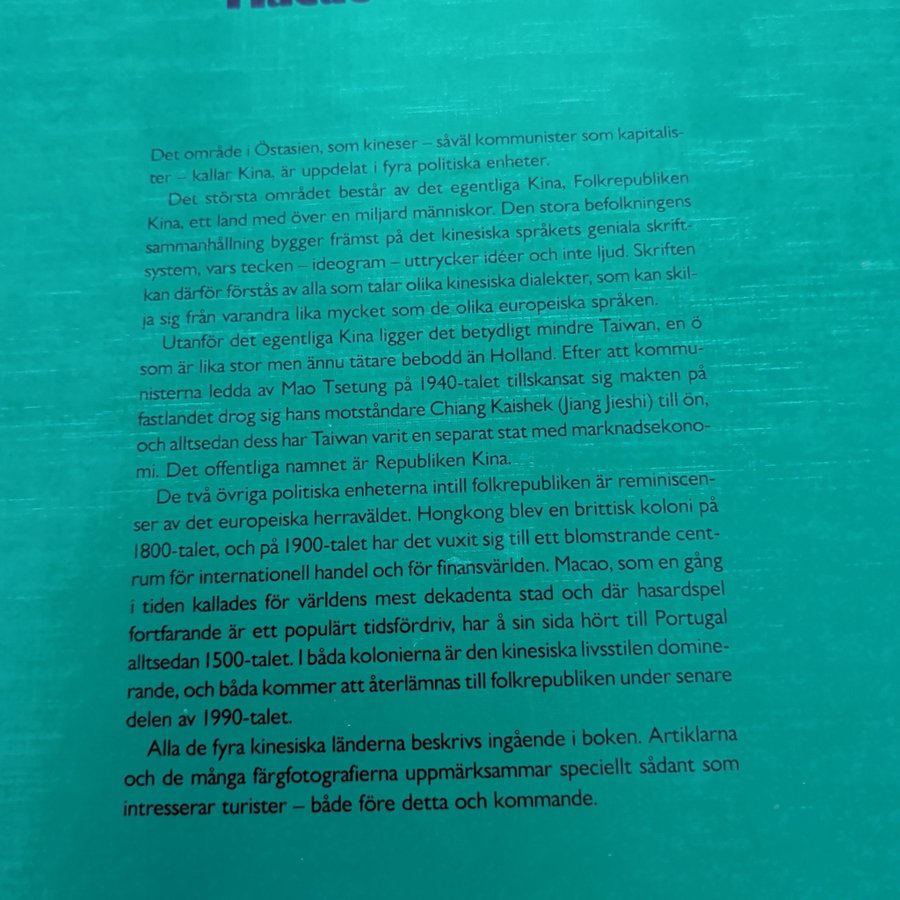 Macao
Det område i Östasien, som kineser – såväl kommunister som kapitalis-
ter – kallar Kina, är uppdelat i fyra politiska enheter.
Det största området består av det egentliga Kina, Folkrepubliken
Kina, ett land med över en miljard människor. Den stora befolkningens
sammanhållning bygger främst på det kinesiska språkets geniala skrift-
system, vars tecken – ideogram – uttrycker idéer och inte ljud. Skriften
kan därför förstås av alla som talar olika kinesiska dialekter, som kan skil-
ja sig från varandra lika mycket som de olika europeiska språken.
Utanför det egentliga Kina ligger det betydligt mindre Taiwan, en ö
som är lika stor men ännu tätare bebodd än Holland. Efter att kommu-
nisterna ledda av Mao Tsetung på 1940-talet tillskansat sig makten på
fastlandet drog sig hans motståndare Chiang Kaishek (Jiang Jieshi) till ön,
och alltsedan dess har Taiwan varit en separat stat med marknadsekono-
mi. Det offentliga namnet är Republiken Kina.
De två övriga politiska enheterna intill folkrepubliken är reminiscen-
ser av det europeiska herraväldet. Hongkong blev en brittisk koloni på
1800-talet, och på 1900-talet har det vuxit sig till ett blomstrande cent-
rum för internationell handel och för finansvärlden. Macao, som en gång
i tiden kallades för världens mest dekadenta stad och där hasardspel
fortfarande är ett populärt tidsfördriv, har å sin sida hört till Portugal
alltsedan 1500-talet. I båda kolonierna är den kinesiska livsstilen domine-
rande, och båda kommer att återlämnas till folkrepubliken under senare
delen av 1990-talet.
Alla de fyra kinesiska länderna beskrivs ingående i boken. Artiklarna
och de många färgfotografierna uppmärksammar speciellt sådant som
intresserar turister – både före detta och kommande.